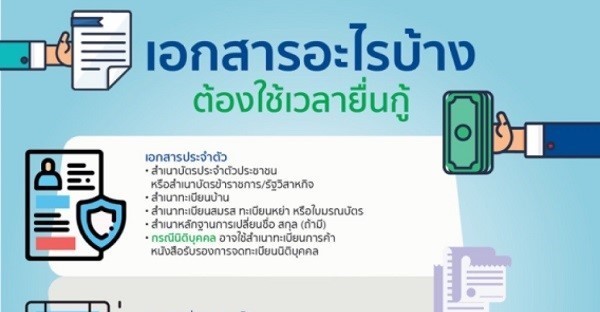 เอกสารอะไรบ้าง
ต้องใช้เวลายื่นกู้
เอกสารประจำตัว
• สำเนาบัตรประจำตัวประชาชน
หรือสำเนาบัตรข้าราชการ/รัฐวิสาหกิจ
• สำเนาทะเบียนบ้าน
• สำเนาทะเบียนสมรส ทะเบียนหย่า หรือใบมรณบัตร
• สำเนาหลักฐานการเปลี่ยนชื่อ สกุล (ถ้ามี)
• กรณีนิติบุคคล อาจใช้สำเนาทะเบียนการค้า
หนังสือรับรองการจดทะเบียนนิติบุคคล